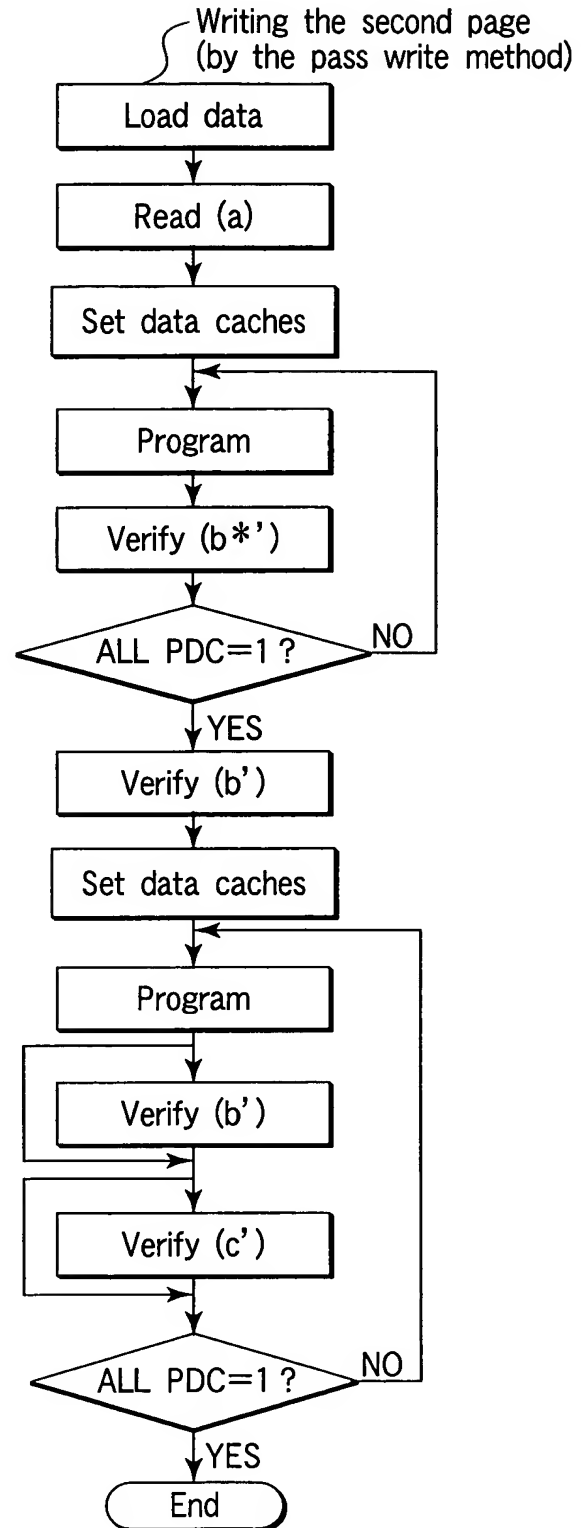 Writing the second page
(by the pass write method)
Load data
Read (a)
Set data caches
Program
Verify (b*')
ALL PDC=1 ?
NO
YES
Verify (b')
Set data caches
Program
Verify (b')
Verify (c')
ALL PDC=1 ?
NO
YES
End